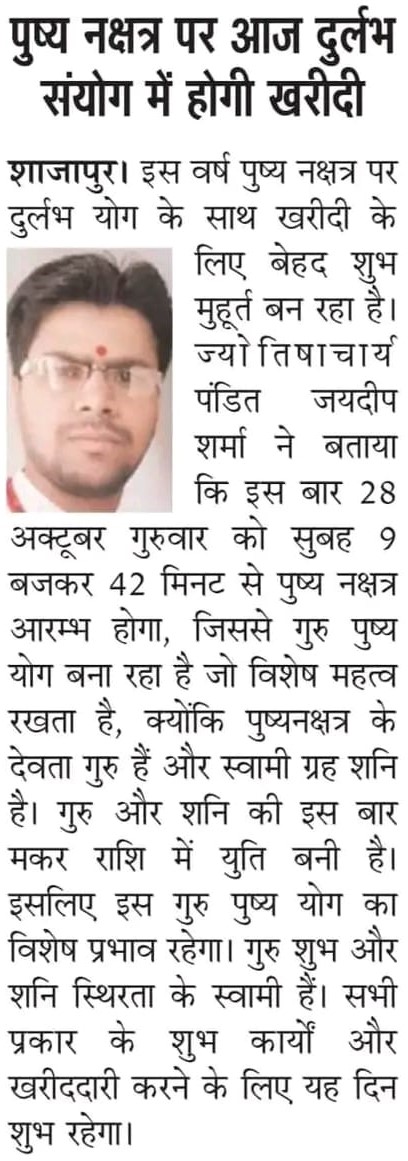 पुष्य नक्षत्र पर आज दुर्लभ
संयोग में होगी खरीदी
शाजापुर। इस वर्ष पुष्य नक्षत्र पर
दुर्लभ योग के साथ खरीदी के
लिए बेहद शुभ
मुहूर्त बन रहा है।
ज्योतिषाचार्य
पंडित जयदीप
शर्मा ने बताया
कि इस बार 28
अक्टूबर गुरुवार को सुबह 9
बजकर 42 मिनट से पुष्य नक्षत्र
आरम्भ होगा, जिससे गुरु पुष्य
योग बना रहा है जो विशेष महत्व
रखता है, क्योंकि पुष्यनक्षत्र के
देवता गुरु हैं और स्वामी ग्रह शनि
है। गुरु और शनि की इस बार
मकर राशि में युति बनी है।
इसलिए इस गुरु पुष्य योग का
विशेष प्रभाव रहेगा। गुरु शुभ और
शनि स्थिरता के स्वामी हैं। सभी
प्रकार के शुभ कार्यों और
खरीददारी करने के लिए यह दिन
शुभ रहेगा।